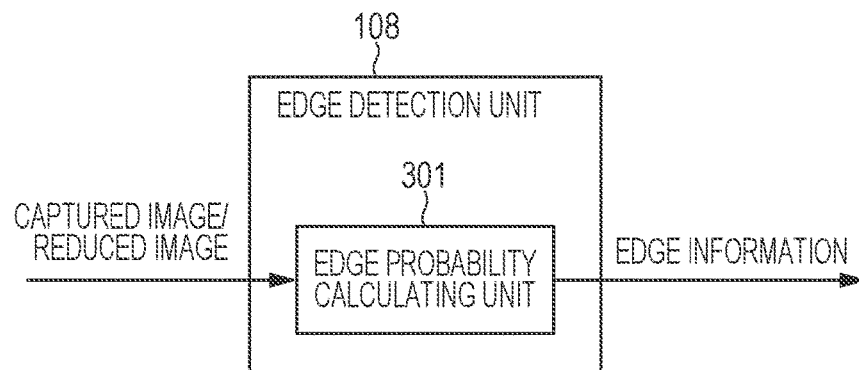 108
EDGE DETECTION UNIT
301
CAPTURED IMAGE/
REDUCED IMAGE
EDGE PROBABILITY
CALCULATING UNIT
EDGE INFORMATION